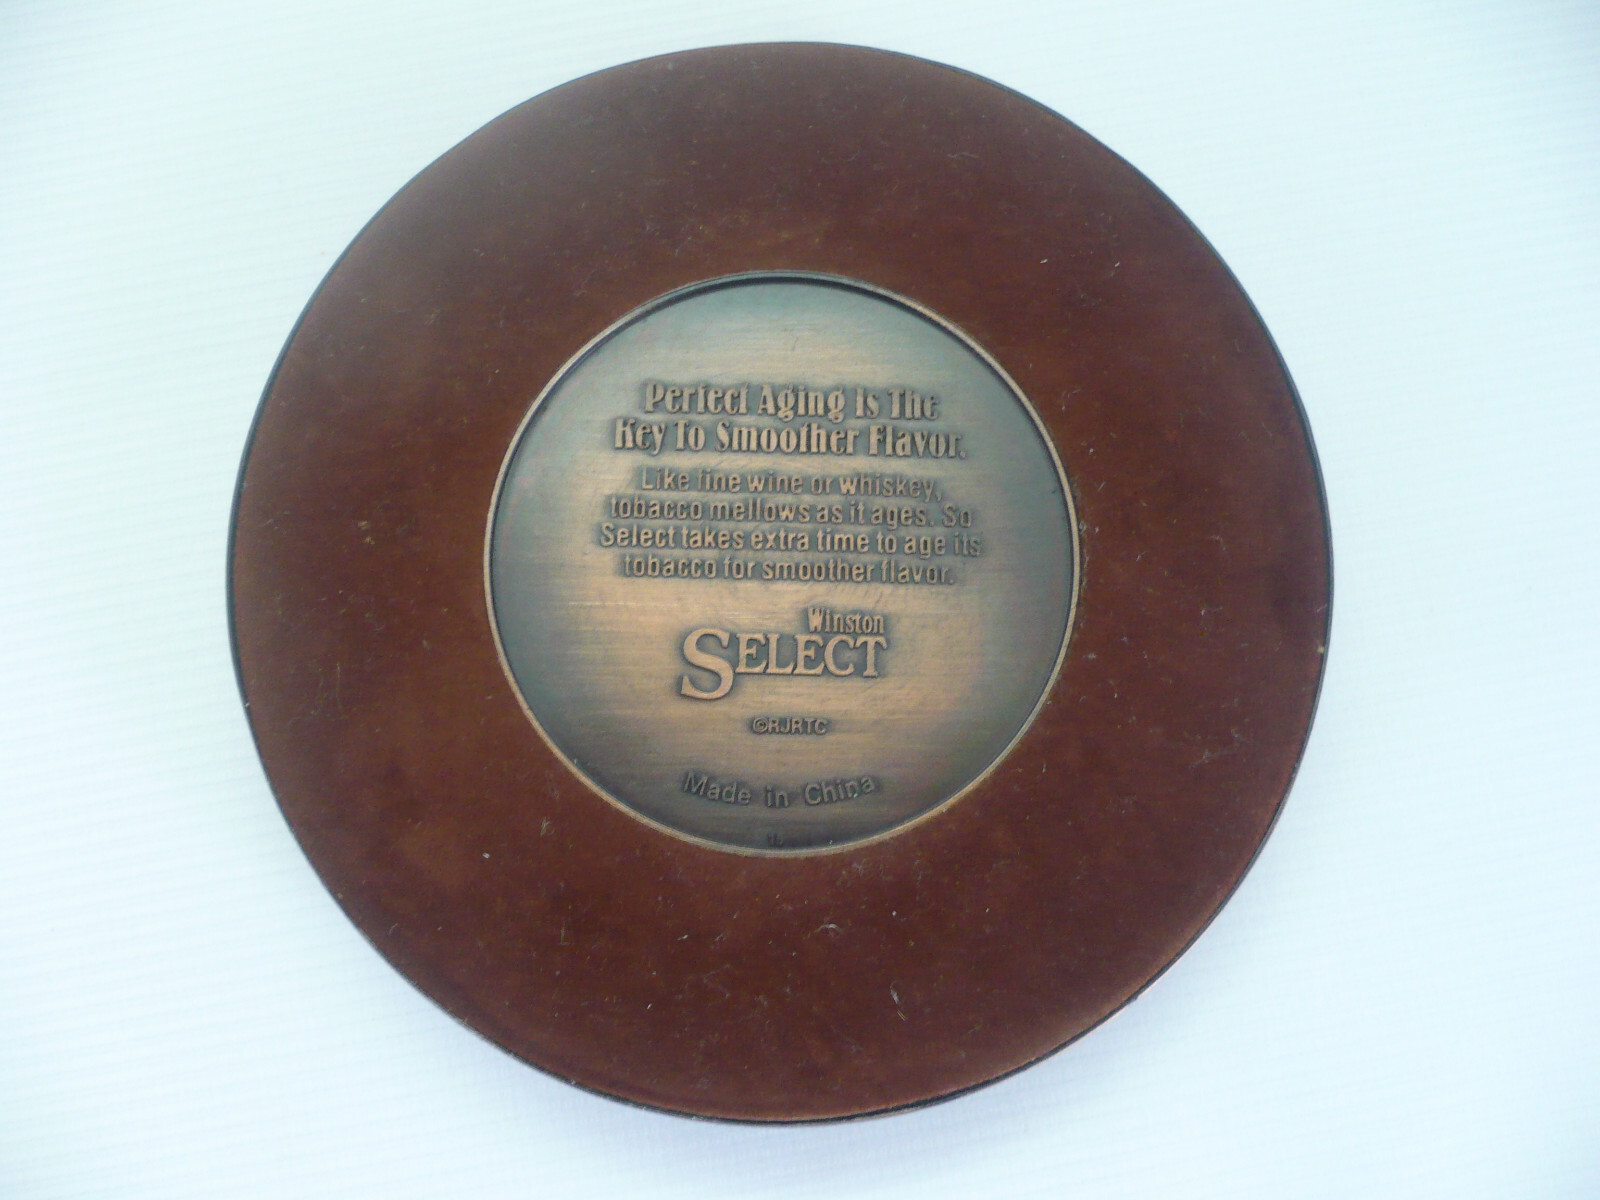 Perfect Aging Is The
Key To Smoother Flavor.
Like fine wine or whiskey,
tobacco mellows as it ages. So
Select takes extra time to age its
tobacco for smoother flavor.
Winston
SELECT
©RJRTC
Made in China